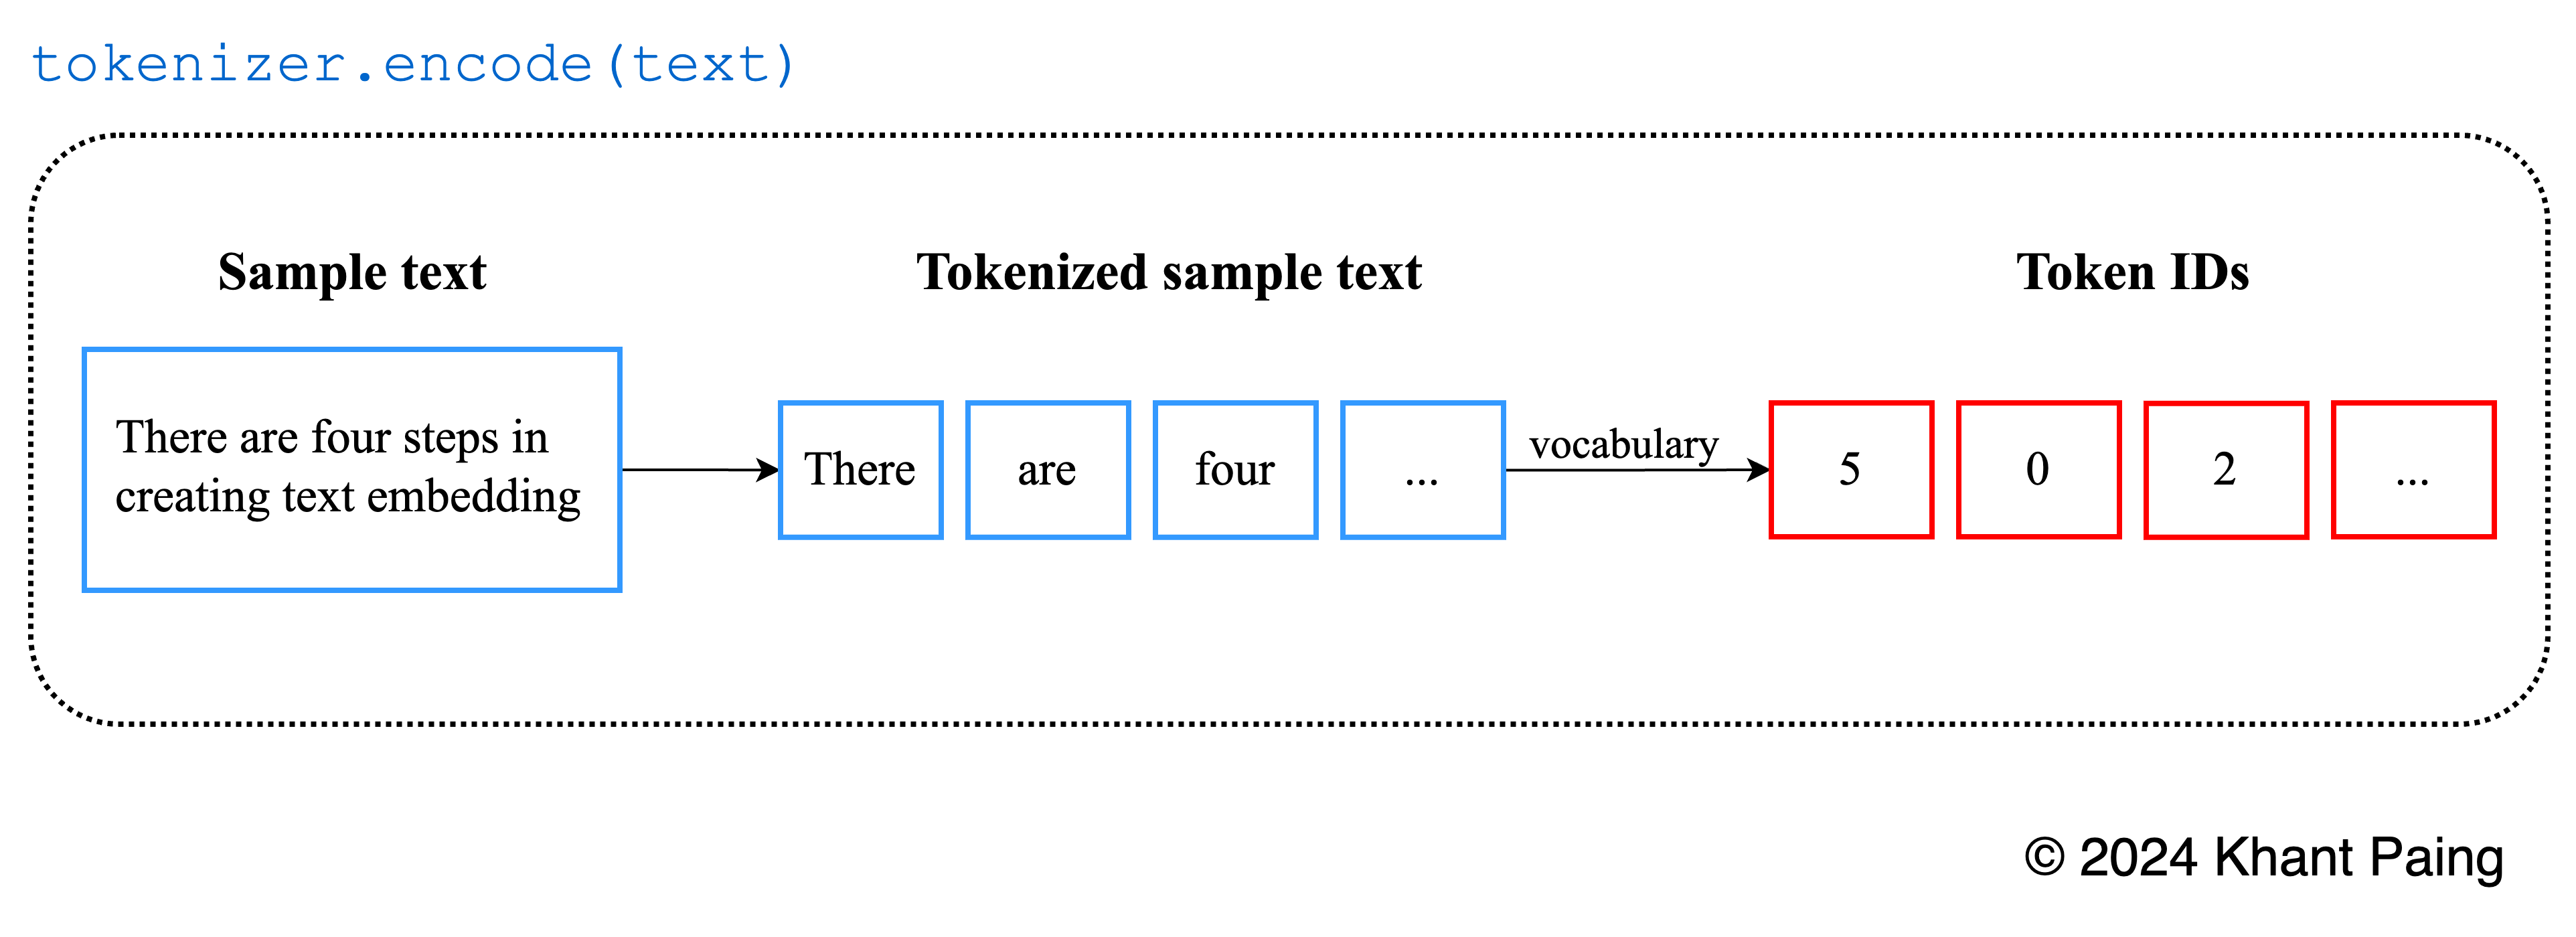 tokenizer.encode(text)
Sample text
Tokenized sample text
Token IDs
There are four steps in
creating text embedding
There
are
four
...
vocabulary
5
0
2
...
© 2024 Khant Paing